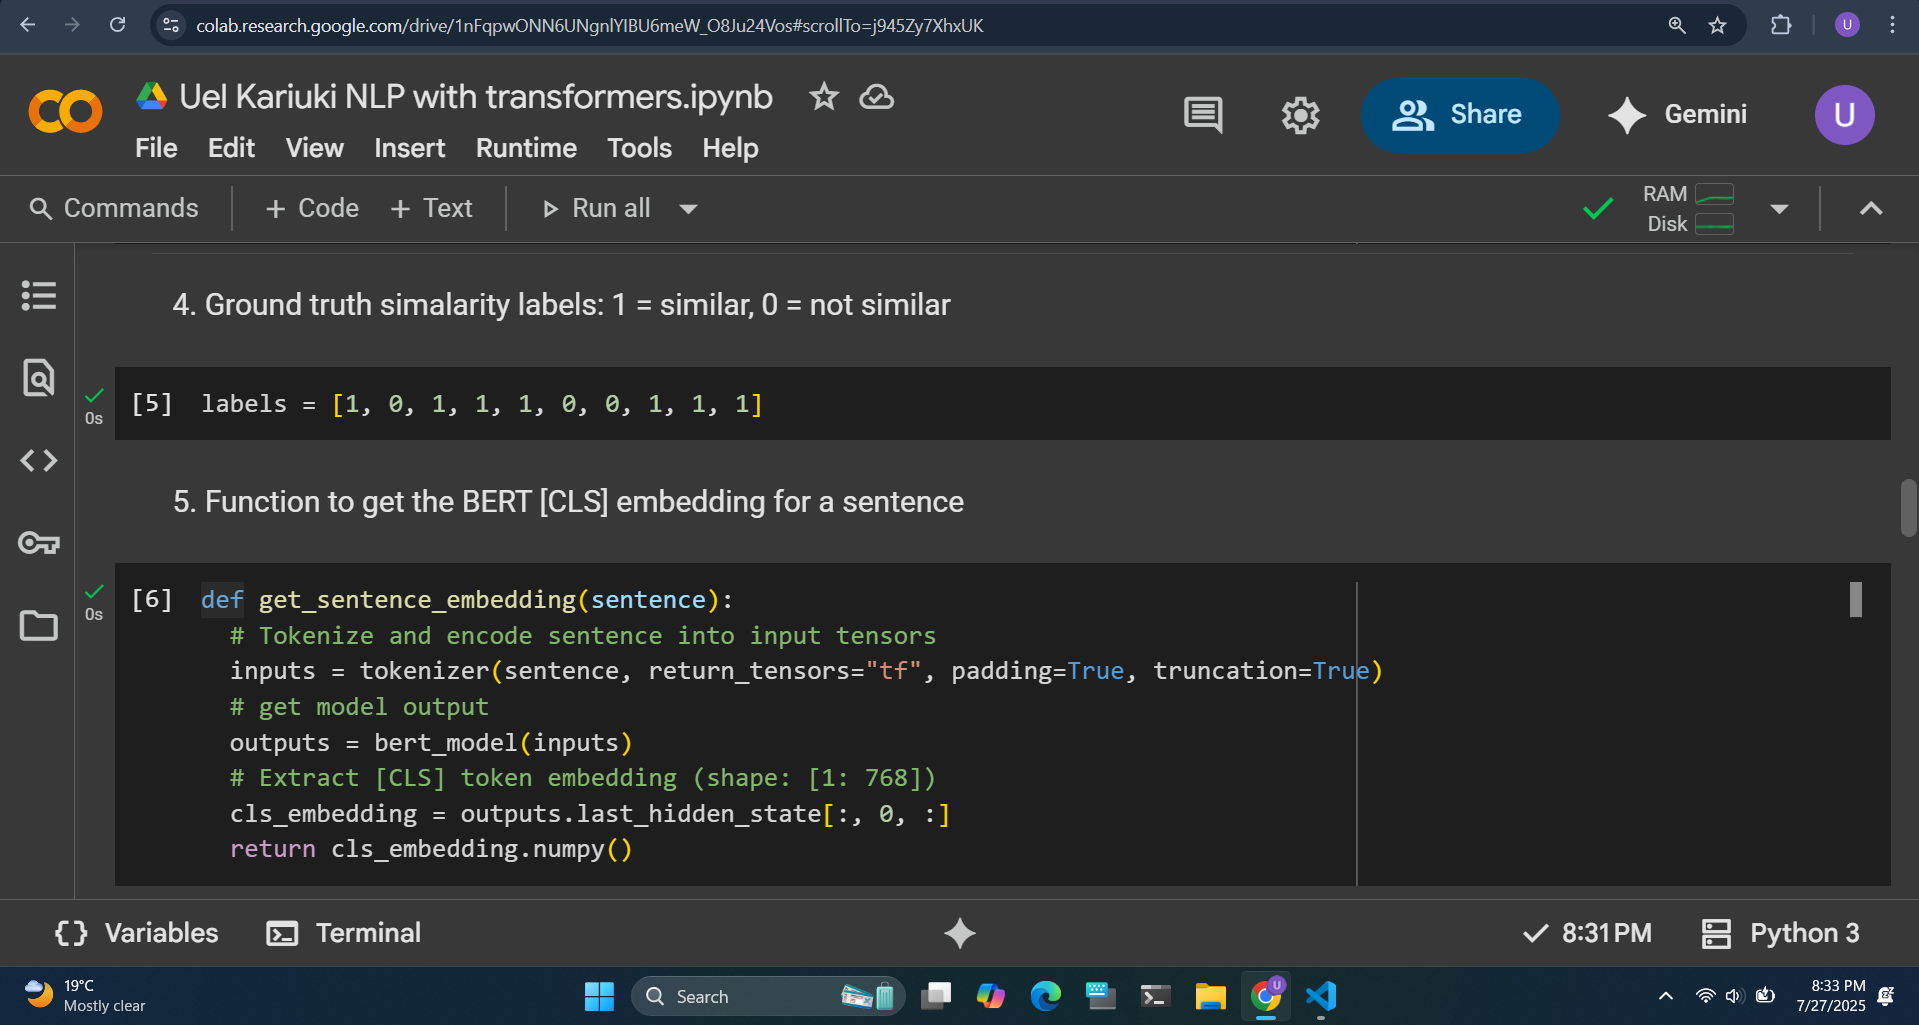 colab.research.google.com/drive/1nFqpwONN6UNgnlYIBU6meW_O8Ju24Vos#scrollTo=j945Zy7XhxUK
U
Uel Kariuki NLP with transformers.ipynb
File Edit View Insert Runtime Tools Help
Share
Gemini
U
Commands
+ Code + Text
Run all
RAM
Disk
4. Ground truth simalarity labels: 1 = similar, 0 = not similar
0s
[5] labels = [1, 0, 1, 1, 1, 0, 0, 1, 1, 1]
5. Function to get the BERT [CLS] embedding for a sentence
0s
[6] def get_sentence_embedding(sentence):
# Tokenize and encode sentence into input tensors
inputs = tokenizer(sentence, return_tensors="tf", padding=True, truncation=True)
# get model output
outputs = bert_model(inputs)
# Extract [CLS] token embedding (shape: [1: 768])
cls_embedding = outputs.last_hidden_state[:, 0, :]
return cls_embedding.numpy()
{} Variables
Terminal
8:31 PM
Python 3
19°C
Mostly clear
Search
U
8:33 PM
7/27/2025